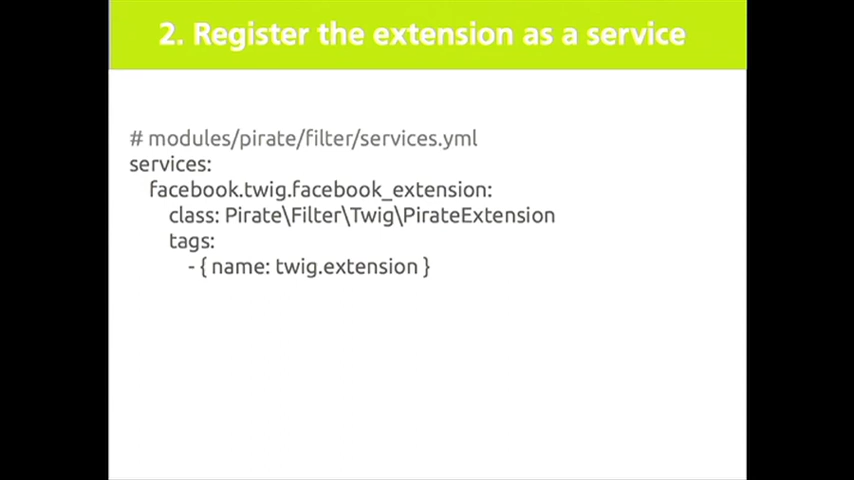 2. Register the extension as a service
# modules/pirate/filter/services.yml
services:
facebook.twig.facebook_extension:
class: Pirate\Filter\Twig\PirateExtension
tags:
- { name: twig.extension }